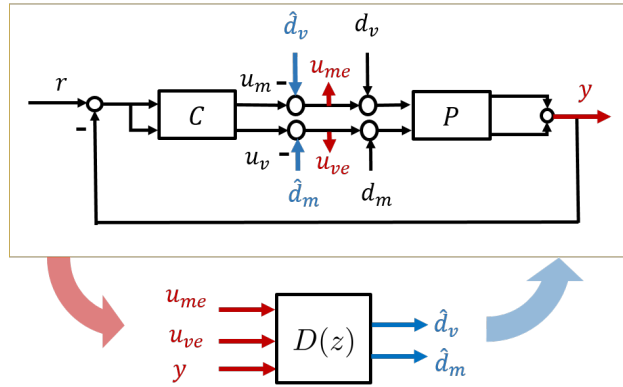 d̂_v
d_v
u_m
u_me
r
C
P
y
-
-
-
u_v
u_ve
d̂_m
d_m
u_me
u_ve
y
D(z)
d̂_v
d̂_m